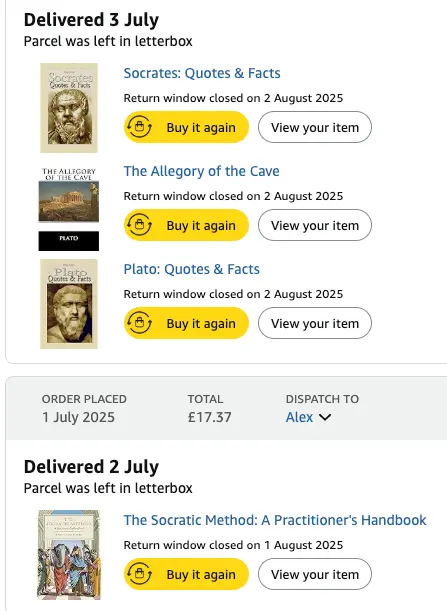 Delivered 3 July
Parcel was left in letterbox
Socrates
Quotes & Facts
Socrates: Quotes & Facts
Return window closed on 2 August 2025
Buy it again
View your item
THE ALLEGORY
OF THE CAVE
PLATO
The Allegory of the Cave
Return window closed on 2 August 2025
Buy it again
View your item
Plato
Quotes & Facts
Plato: Quotes & Facts
Return window closed on 2 August 2025
Buy it again
View your item
ORDER PLACED
1 July 2025
TOTAL
£17.37
DISPATCH TO
Alex
Delivered 2 July
Parcel was left in letterbox
THE
SOCRATIC METHOD
The Socratic Method: A Practitioner's Handbook
Return window closed on 1 August 2025
Buy it again
View your item